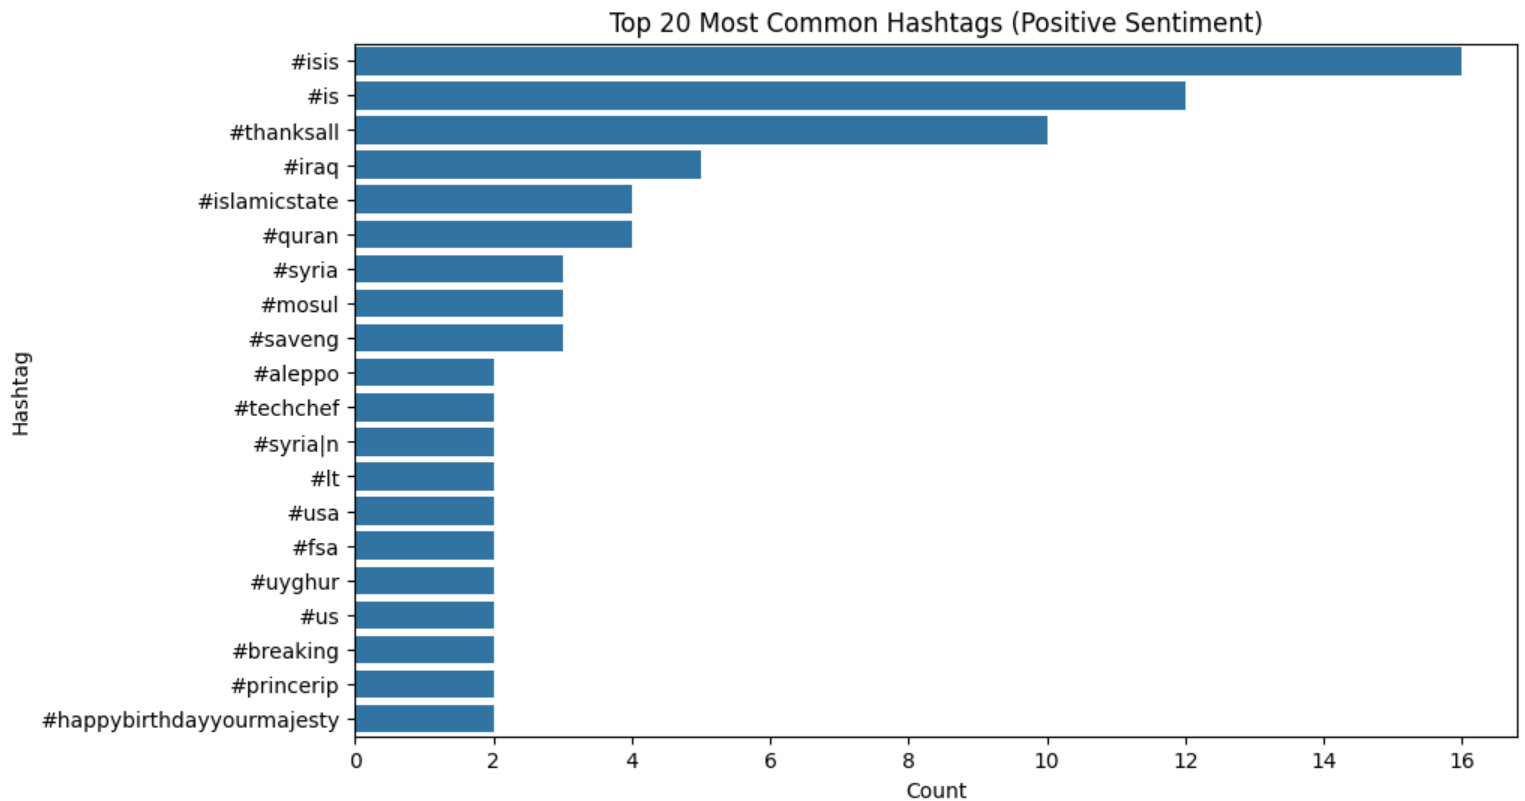 Top 20 Most Common Hashtags (Positive Sentiment)
#isis
#is
#thanksall
#iraq
#islamicstate
#quran
#syria
#mosul
#saveng
#aleppo
#techchef
#syria|n
#lt
#usa
#fsa
#uyghur
#us
#breaking
#princerip
#happybirthdayyourmajesty
Hashtag
0 2 4 6 8 10 12 14 16
Count